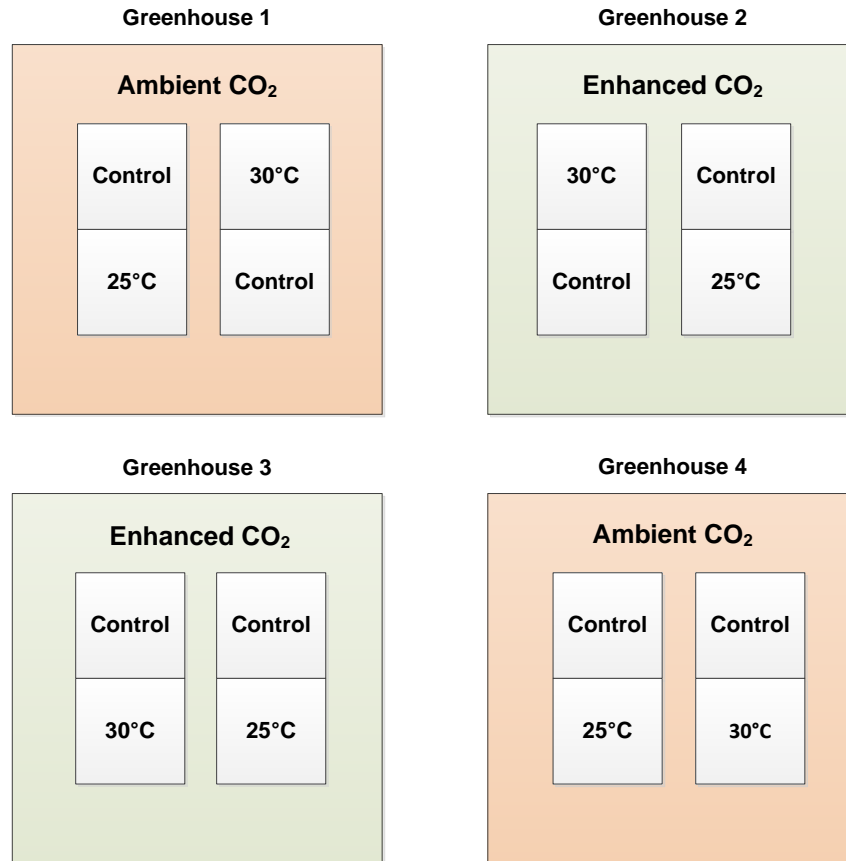 Greenhouse 1
Ambient CO₂
Control
30°C
25°C
Control
Greenhouse 2
Enhanced CO₂
30°C
Control
Control
25°C
Greenhouse 3
Enhanced CO₂
Control
Control
30°C
25°C
Greenhouse 4
Ambient CO₂
Control
Control
25°C
30°C